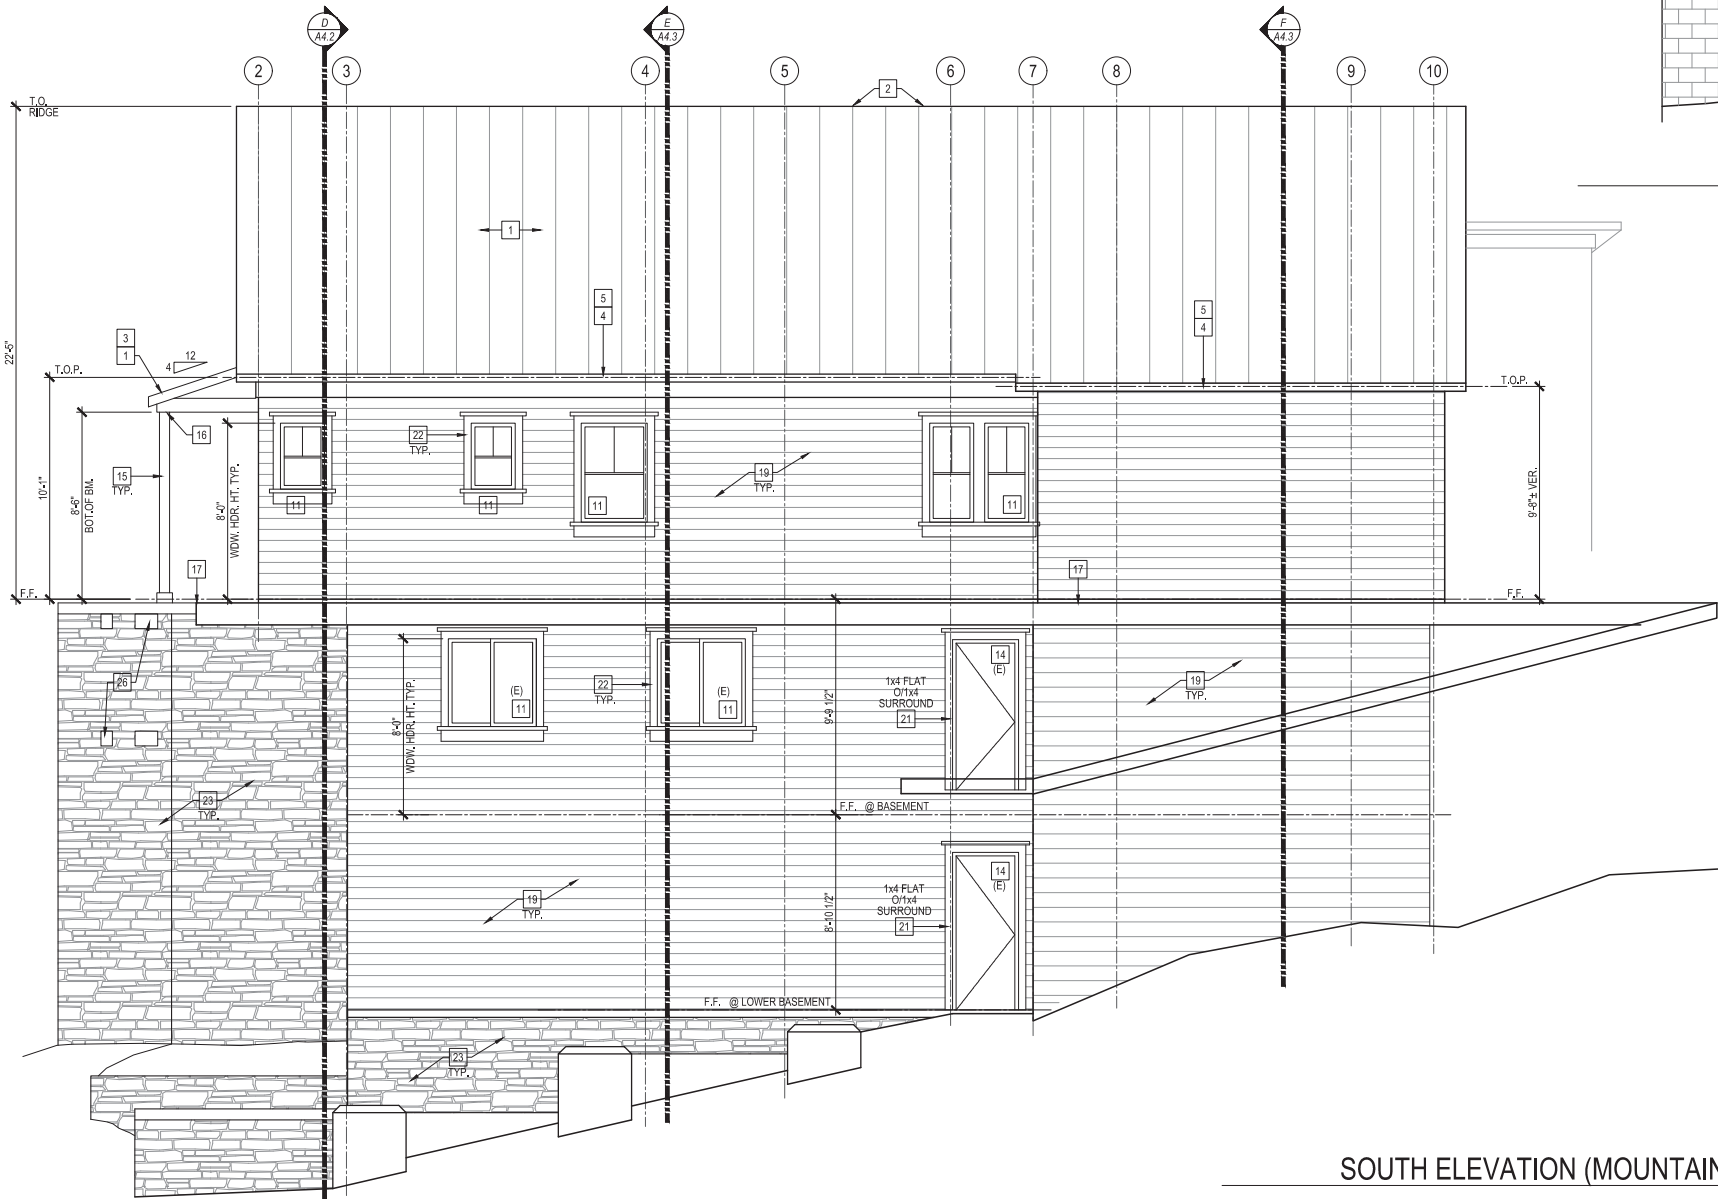 D
A4.2
E
A4.3
F
A4.3
2
3
4
5
6
7
8
9
10
T.O.
RIDGE
2
1
5
4
5
4
3
1
12
4
T.O.P.
T.O.P.
22'-5"
10'-1"
8'-6"
BOT.OF BM.
8'-0"
WDW. HDR. HT. TYP.
9'-8"± VER.
16
15
TYP.
22
TYP.
19
TYP.
11
11
11
11
17
17
F.F.
F.F.
26
8'-0"
WDW. HDR. HT. TYP.
(E)
11
22
TYP.
(E)
11
1x4 FLAT
O/1x4
SURROUND
21
14
(E)
19
TYP.
9'-9 1/2"
23
TYP.
F.F. @ BASEMENT
8'-10 1/2"
19
TYP.
1x4 FLAT
O/1x4
SURROUND
21
14
(E)
F.F. @ LOWER BASEMENT
23
TYP.
SOUTH ELEVATION (MOUNTAIN